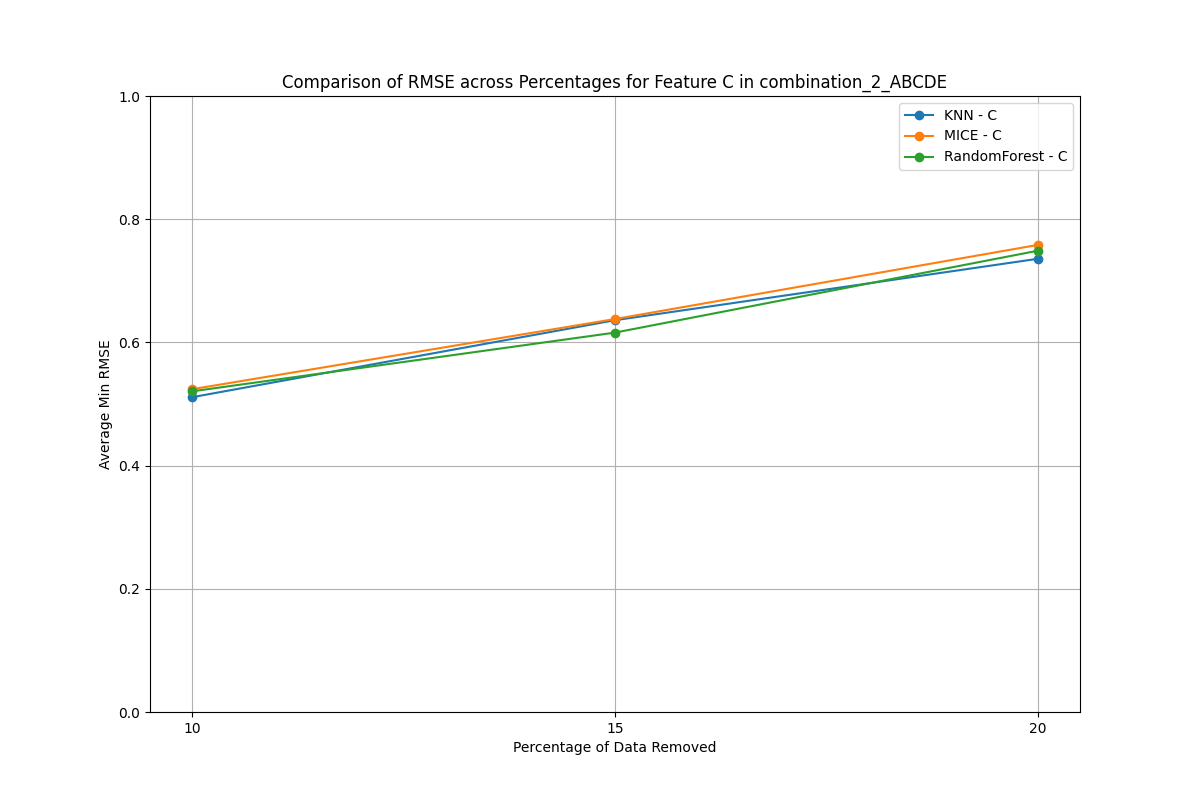 Comparison of RMSE across Percentages for Feature C in combination_2_ABCDE
1.0
0.8
0.6
0.4
0.2
0.0
Average Min RMSE
KNN - C
MICE - C
RandomForest - C
10
15
20
Percentage of Data Removed